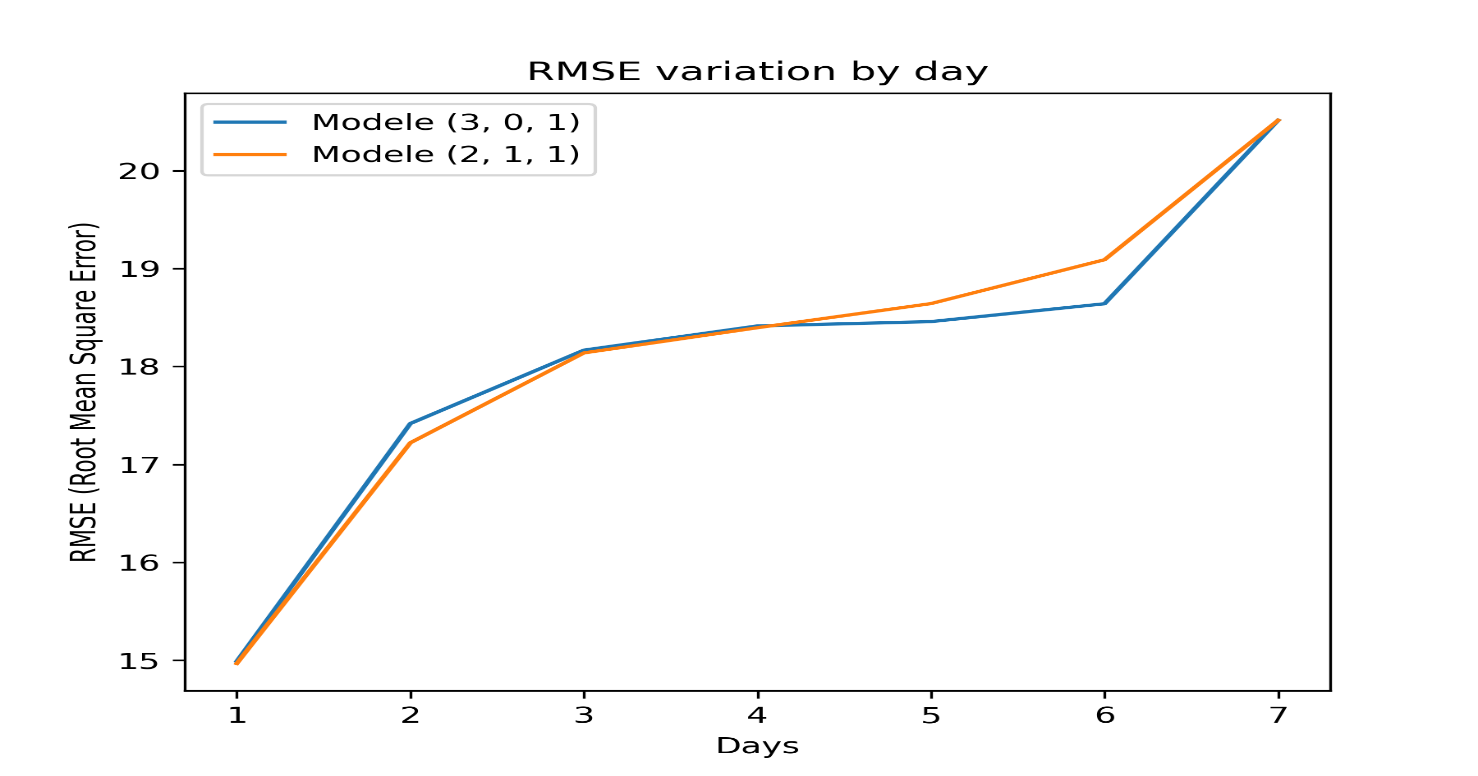 RMSE variation by day
Modele (3, 0, 1)
Modele (2, 1, 1)
RMSE (Root Mean Square Error)
20
19
18
17
16
15
1 2 3 4 5 6 7
Days